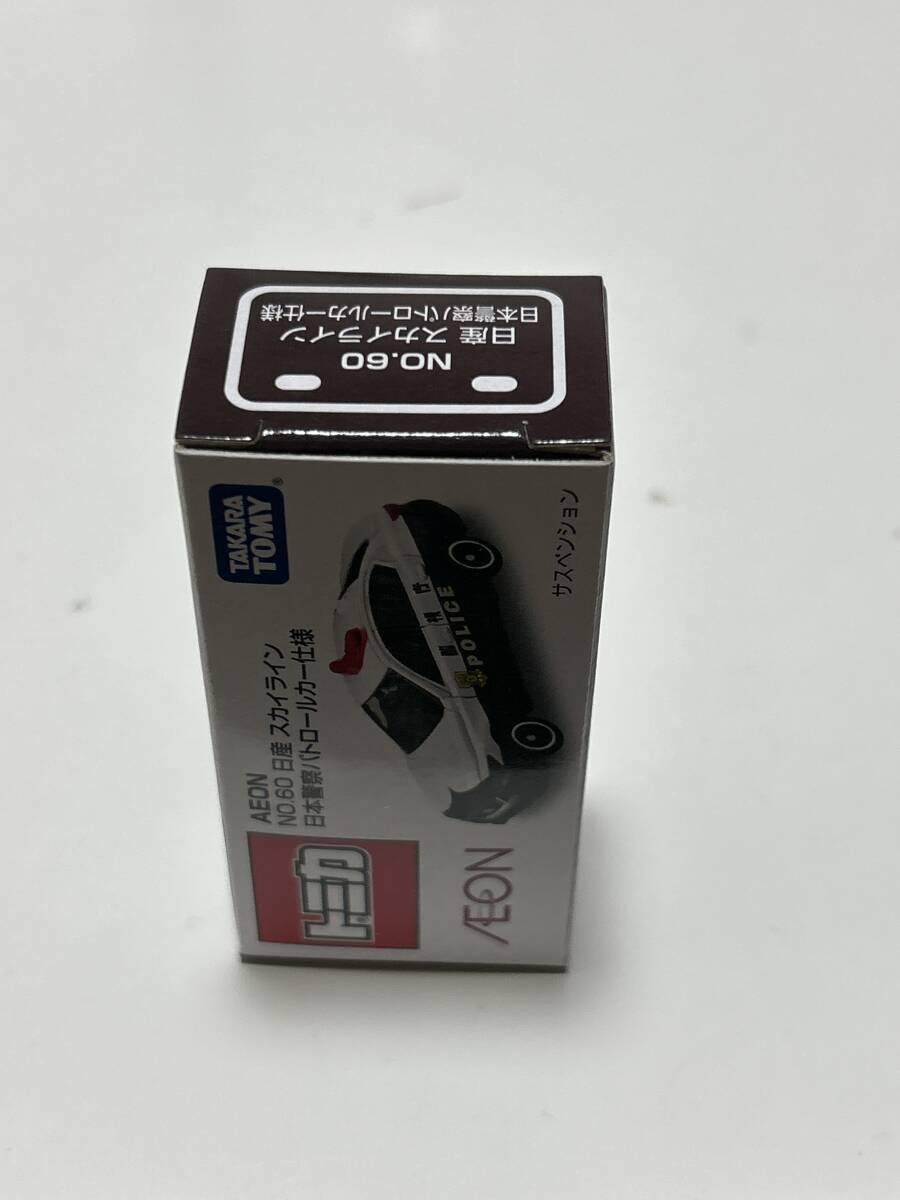 NO.60
日産 スカイライン
日本警察パトロールカー仕様
TAKARA
TOMY
®
AEON
NO.60 日産 スカイライン
日本警察パトロールカー仕様
サスペンション
警視庁
POLICE
トミカ
AEON